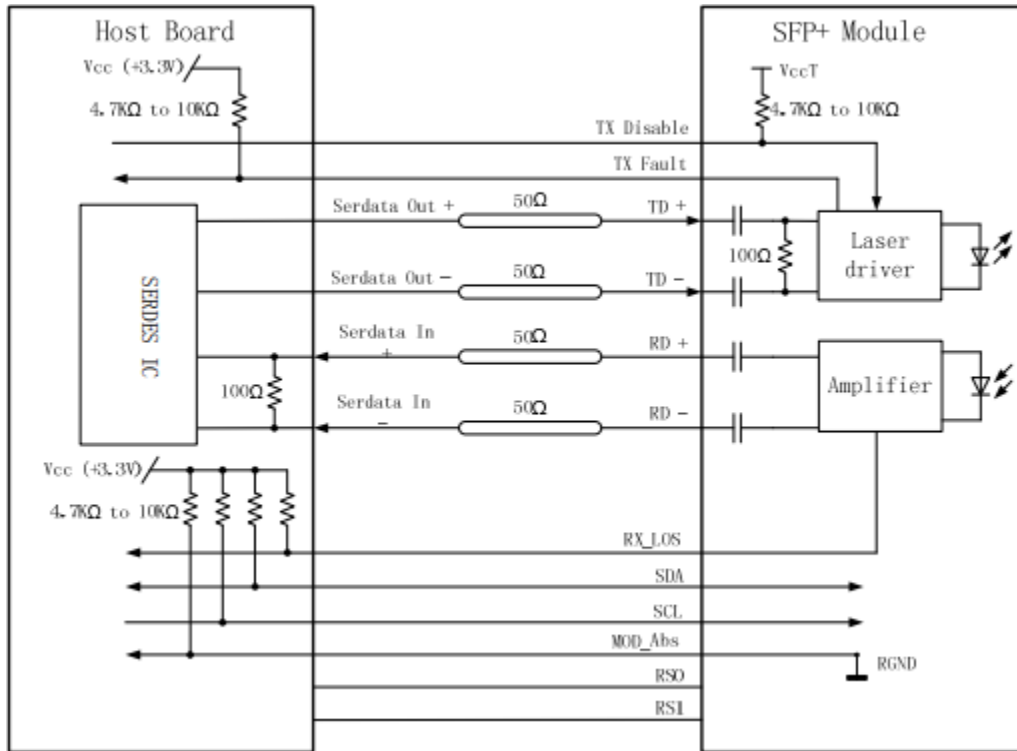 Host Board
SFP+ Module
Vcc (+3.3V)
VccT
4.7KΩ to 10KΩ
4.7KΩ to 10KΩ
TX Disable
TX Fault
Serdata Out +
50Ω
TD +
100Ω
Laser
driver
Serdata Out -
50Ω
TD -
SERDES IC
Serdata In
+
50Ω
RD +
100Ω
Amplifier
Serdata In
-
50Ω
RD -
Vcc (+3.3V)
4.7KΩ to 10KΩ
RX_LOS
SDA
SCL
MOD_Abs
RGND
RS0
RS1